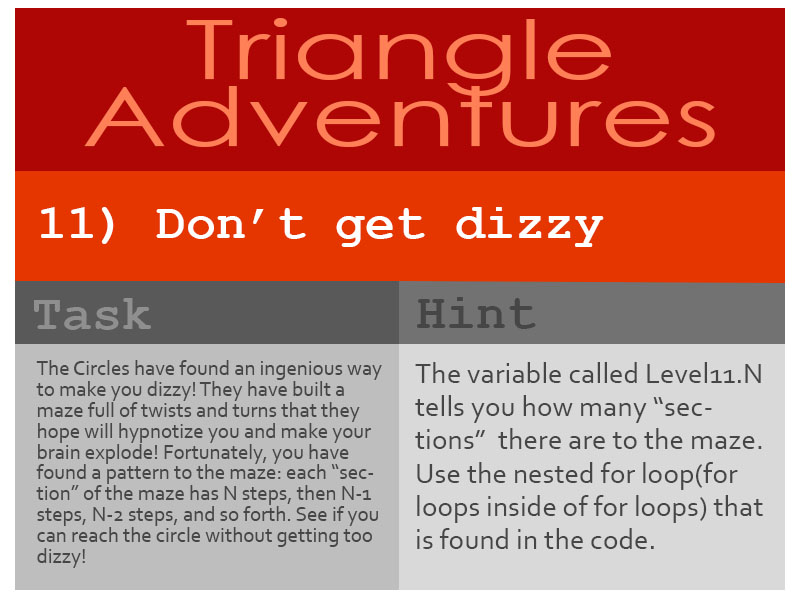 Triangle
Adventures
11) Don’t get dizzy
Task
The Circles have found an ingenious way
to make you dizzy! They have built a
maze full of twists and turns that they
hope will hypnotize you and make your
brain explode! Fortunately, you have
found a pattern to the maze: each “sec-
tion” of the maze has N steps, then N-1
steps, N-2 steps, and so forth. See if you
can reach the circle without getting too
dizzy!
Hint
The variable called Level11.N
tells you how many “sec-
tions”  there are to the maze.
Use the nested for loop(for
loops inside of for loops) that
is found in the code.